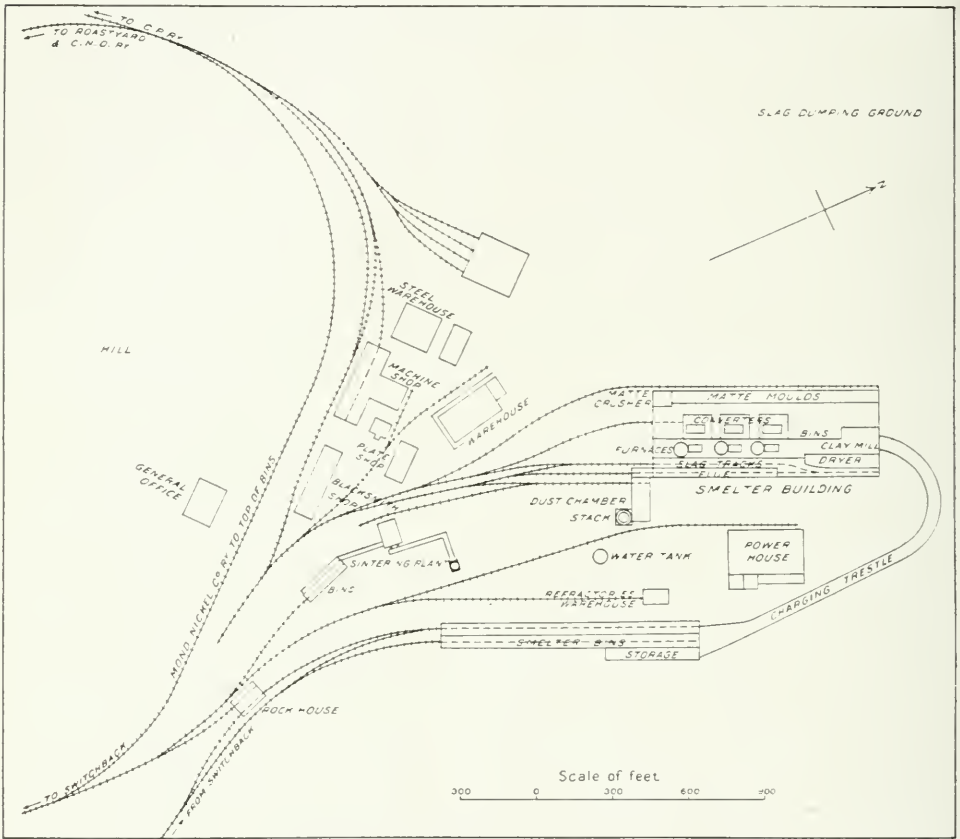 TO C.P. RY
TO ROASTYARD
& C.N.O. RY
SLAG DUMPING GROUND
N
STEEL
WAREHOUSE
HILL
MACHINE
SHOP
MATTE
CRUSHER
MATTE MOULDS
WAREHOUSE
CONVERTERS
BINS
PLATE
SHOP
FURNACES
CLAY MILL
SLAG TRACKS
DRYER
FLUE
GENERAL
OFFICE
BLACKSMITH
SHOP
SMELTER BUILDING
DUST CHAMBER
STACK
MOND NICKEL CO RY TO TOP OF BINS
SINTERING PLANT
WATER TANK
POWER
HOUSE
BINS
REFRACTORIES
WAREHOUSE
CHARGING TRESTLE
SMELTER BINS
STORAGE
ROCK HOUSE
TO SWITCHBACK
FROM SWITCHBACK
Scale of feet
300 0 300 600 900